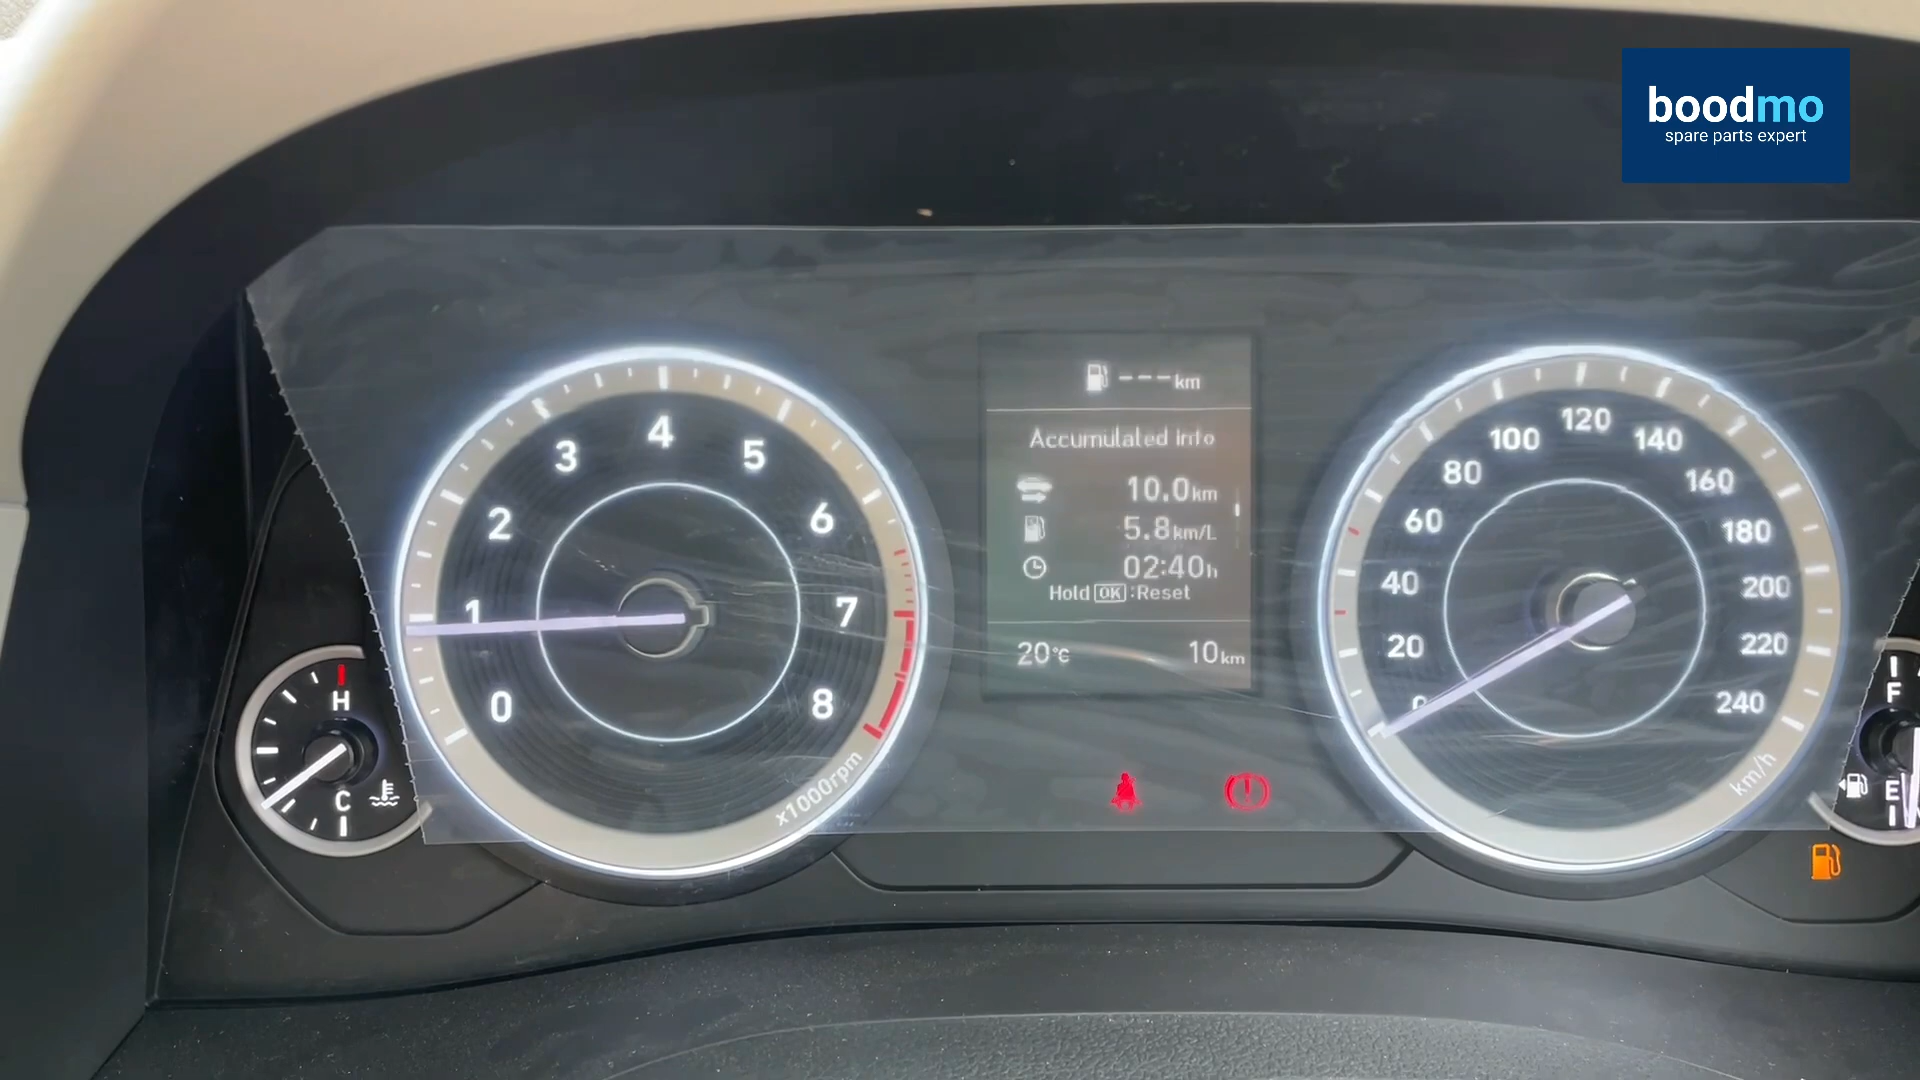 boodmo
spare parts expert
---km
Accumulated info
10.0km
5.8km/L
02:40h
Hold OK:Reset
20°C 10km
0 1 2 3 4 5 6 7 8
x1000rpm
0 20 40 60 80 100 120 140 160 180 200 220 240
km/h
H
C
F
E